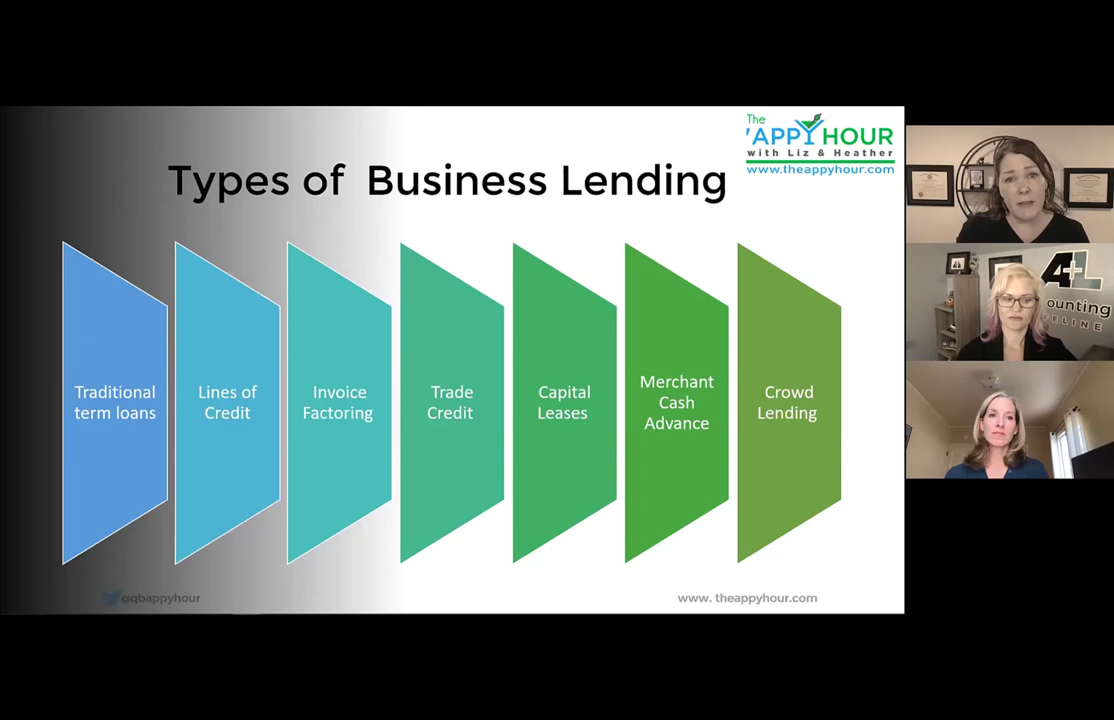 The
'APPY HOUR
with Liz & Heather
www.theappyhour.com
Types of Business Lending
Traditional
term loans
Lines of
Credit
Invoice
Factoring
Trade
Credit
Capital
Leases
Merchant
Cash
Advance
Crowd
Lending
@qbappyhour
www. theappyhour.com
A+L
ounting
FELINE